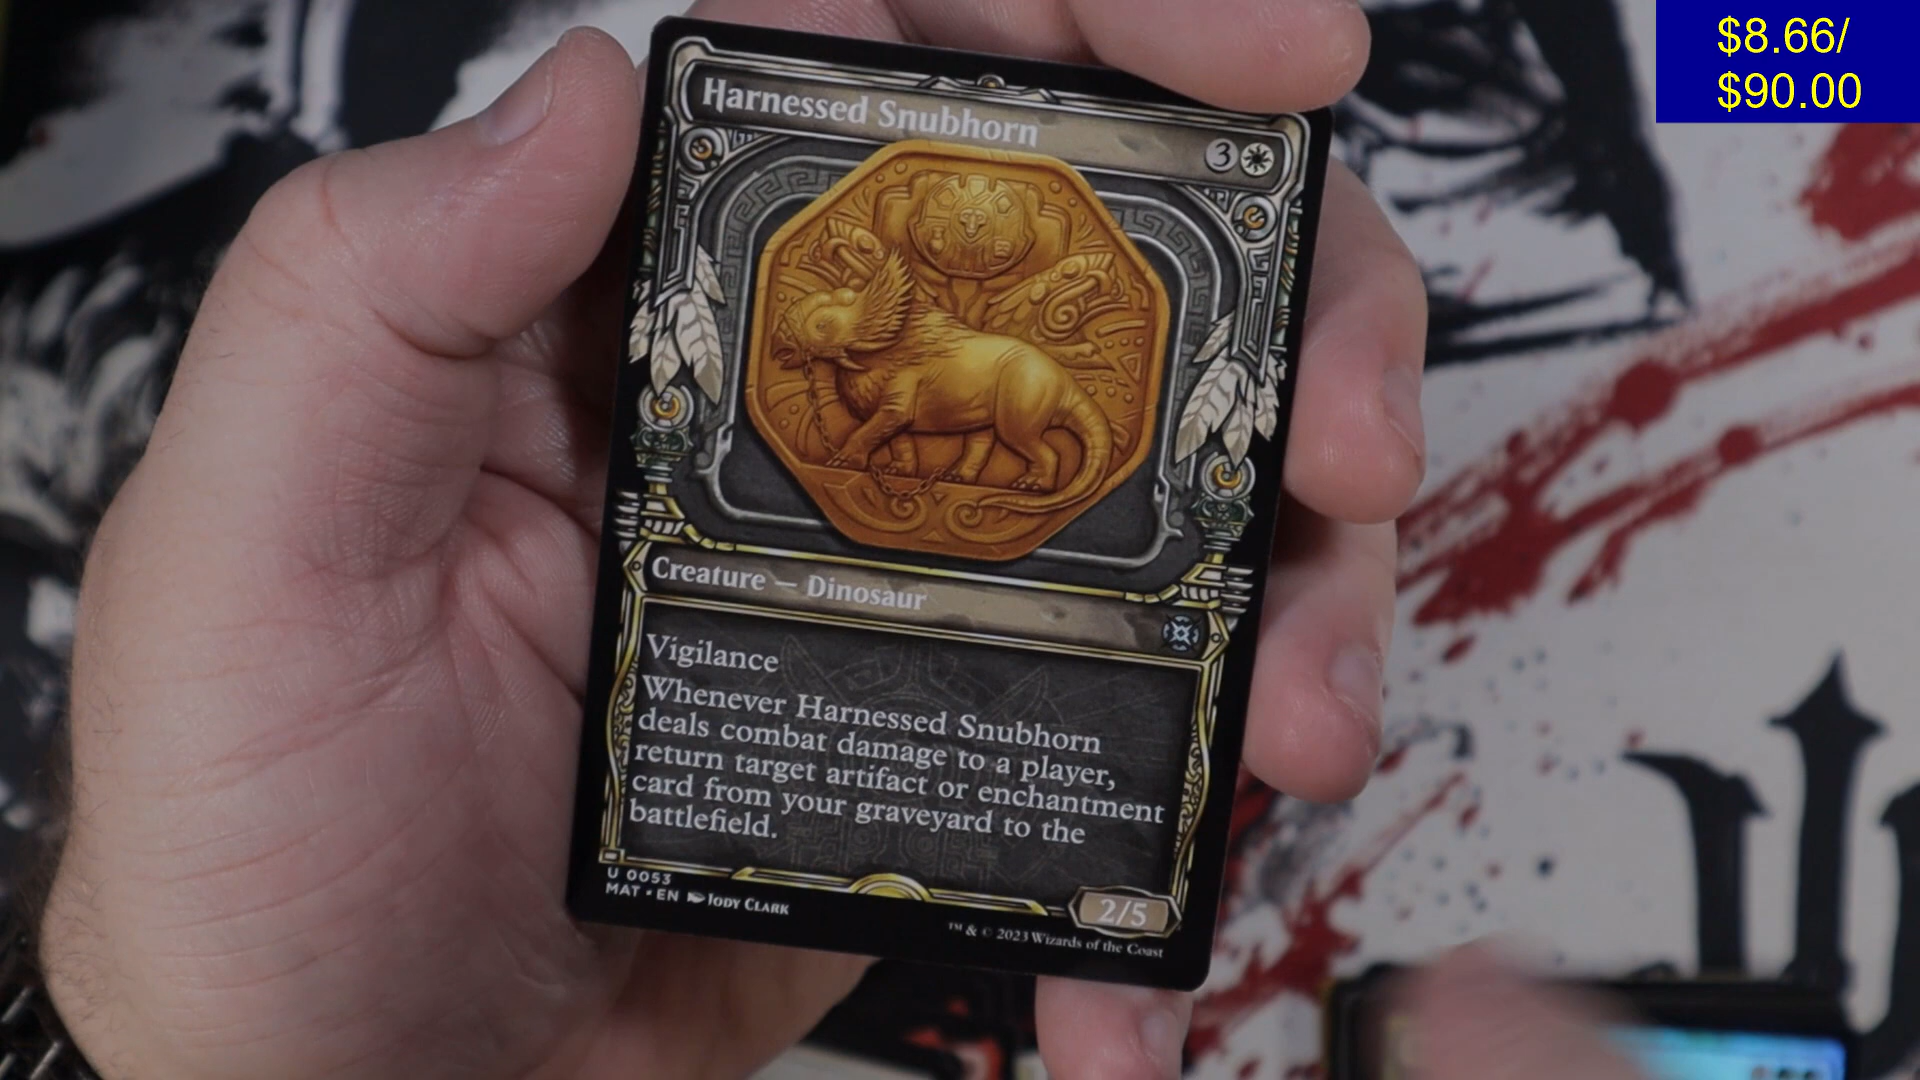 $8.66/
$90.00
Harnessed Snubhorn
3
Creature — Dinosaur
Vigilance
Whenever Harnessed Snubhorn
deals combat damage to a player,
return target artifact or enchantment
card from your graveyard to the
battlefield.
U 0053
MAT • EN JODY CLARK
2/5
™ & © 2023 Wizards of the Coast